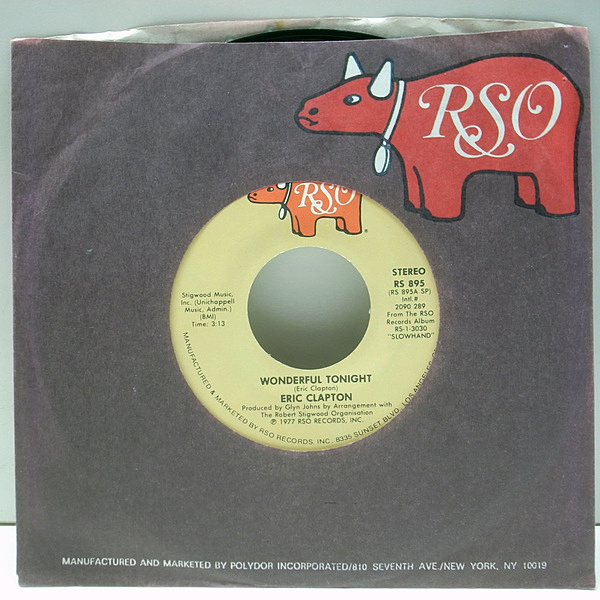 RSO
RSO
®
STEREO
RS 895
(RS 895A SP)
Intl.#
2090 289
From The RSO
Records Album
RS-1-3030
"SLOWHAND"
Stigwood Music,
Inc. (Unichappell
Music, Admin.)
(BMI)
Time: 3:13
WONDERFUL TONIGHT
(Eric Clapton)
ERIC CLAPTON
Produced by Glyn Johns by Arrangement with
The Robert Stigwood Organisation
℗ 1977 RSO RECORDS, INC.
MANUFACTURED & MARKETED BY RSO RECORDS, INC. 8335 SUNSET BLVD. LOS ANGELES
MANUFACTURED AND MARKETED BY POLYDOR INCORPORATED/810 SEVENTH AVE./NEW YORK, NY 10019